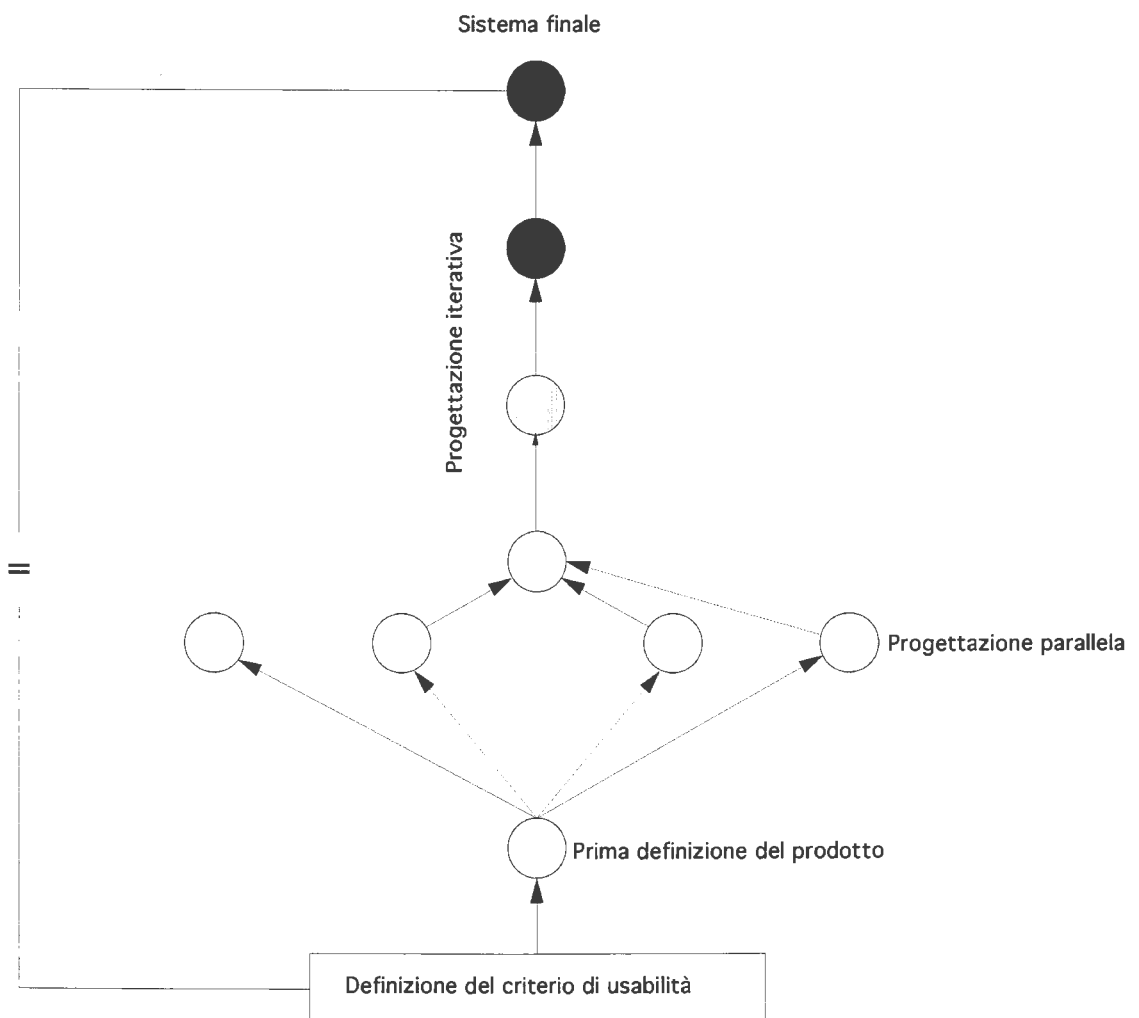 Sistema finale
Progettazione iterativa
Progettazione parallela
Prima definizione del prodotto
=
Definizione del criterio di usabilità